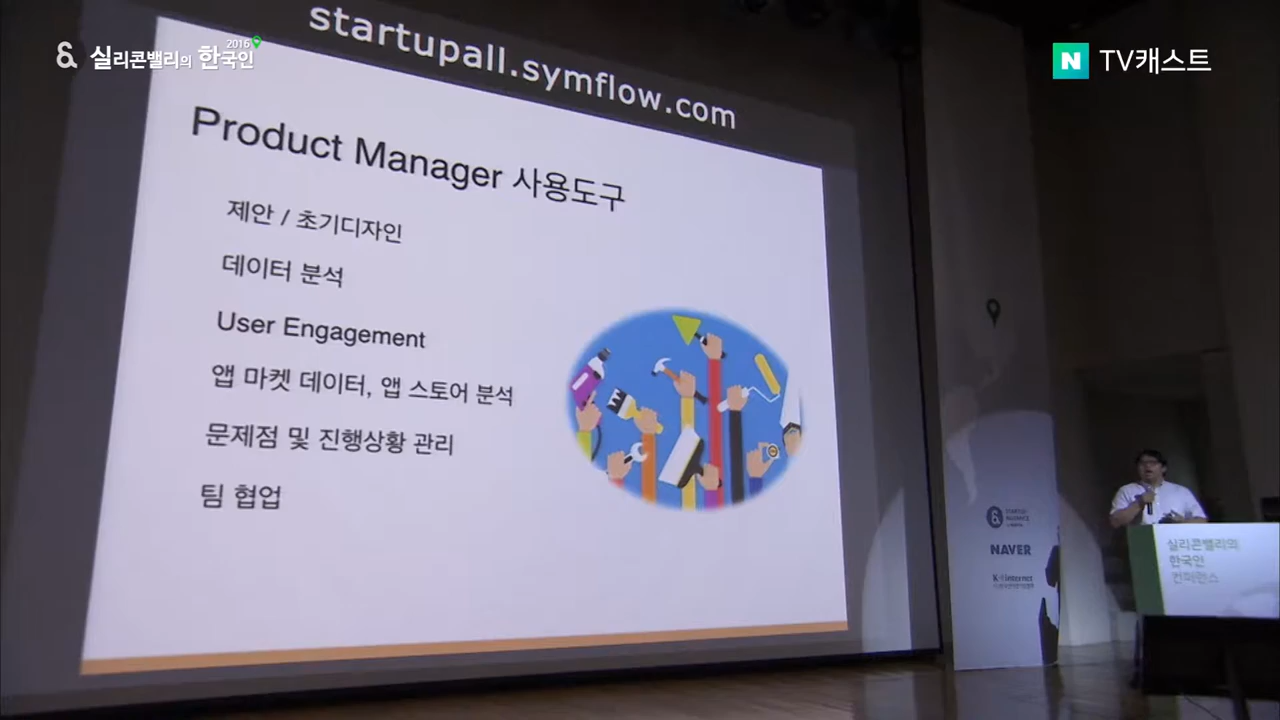 startupall.symflow.com
& 실리콘밸리의 한국인
2016
N TV캐스트
Product Manager 사용도구
제안 / 초기디자인
데이터 분석
User Engagement
앱 마켓 데이터, 앱 스토어 분석
문제점 및 진행상황 관리
팀 협업
NAVER
실리콘밸리의
한국인
컨퍼런스